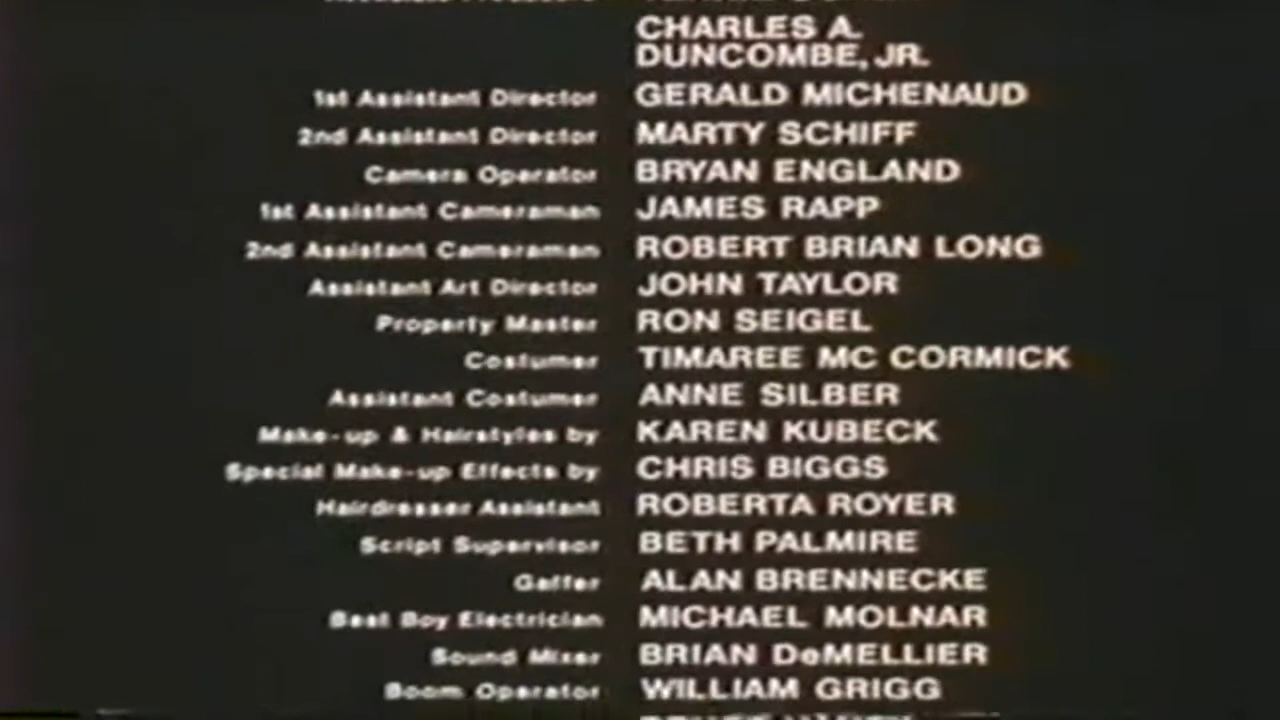 CHARLES A.
DUNCOMBE, JR.
1st Assistant Director GERALD MICHENAUD
2nd Assistant Director MARTY SCHIFF
Camera Operator BRYAN ENGLAND
1st Assistant Cameraman JAMES RAPP
2nd Assistant Cameraman ROBERT BRIAN LONG
Assistant Art Director JOHN TAYLOR
Property Master RON SEIGEL
Costumer TIMAREE MC CORMICK
Assistant Costumer ANNE SILBER
Make-up & Hairstyles by KAREN KUBECK
Special Make-up Effects by CHRIS BIGGS
Hairdresser Assistant ROBERTA ROYER
Script Supervisor BETH PALMIRE
Gaffer ALAN BRENNECKE
Best Boy Electrician MICHAEL MOLNAR
Sound Mixer BRIAN DeMELLIER
Boom Operator WILLIAM GRIGG